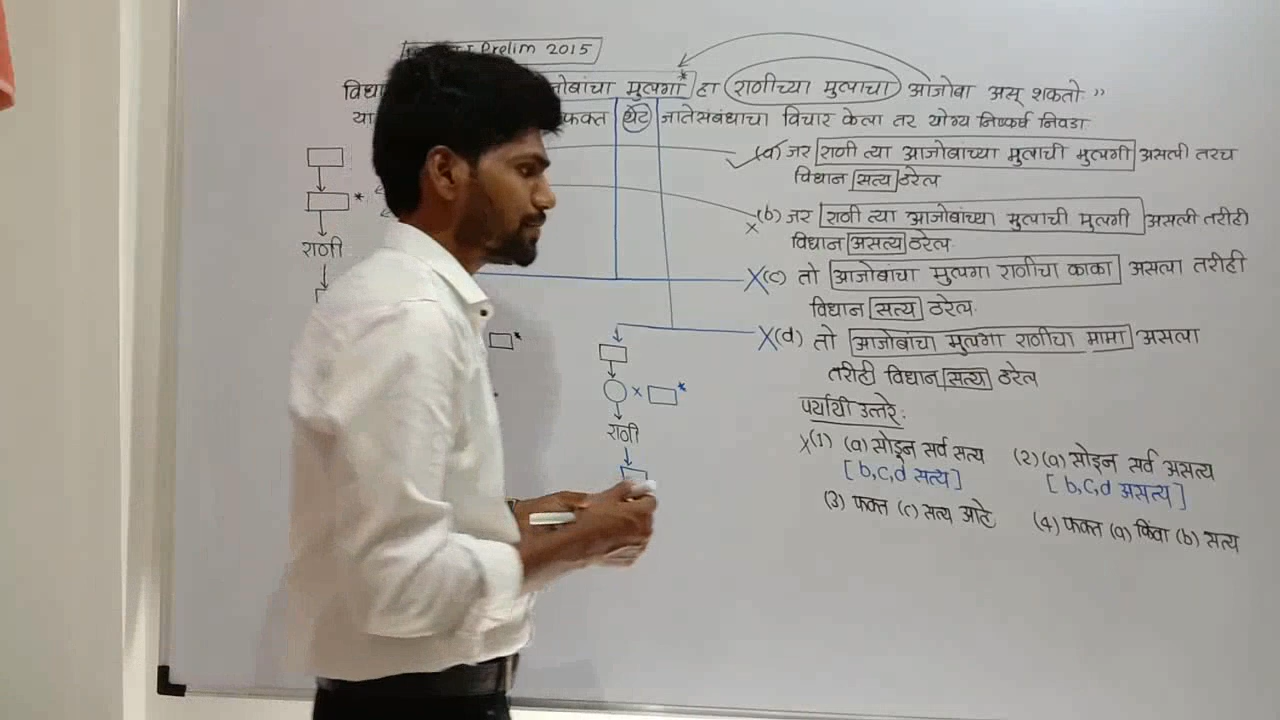 Prelim 2015
मुलगा* हा राणीच्या मुलाचा आजोबा असू शकतो."
फक्त थेट नातेसंबंधाचा विचार केला तर योग्य निष्कर्ष निवडा
(a) जर राणी त्या आजोबांच्या मुलाची मुलगी असली तरच
विधान सत्य ठरेल
x(b) जर राणी त्या आजोबांच्या मुलाची मुलगी असली तरीही
विधान असत्य ठरेल.
X(c) तो आजोबांचा मुलगा राणीचा काका असला तरीही
विधान सत्य ठरेल.
X(d) तो आजोबांचा मुलगा राणीचा मामा असला
तरीही विधान सत्य ठरेल
पर्यायी उत्तरे:
x(1) (a) सोडून सर्व सत्य (2) (a) सोडून सर्व असत्य
[b,c,d सत्य] [b,c,d असत्य]
(3) फक्त (c) सत्य आहे (4) फक्त (a) किंवा (b) सत्य
*
राणी
*
x *
राणी